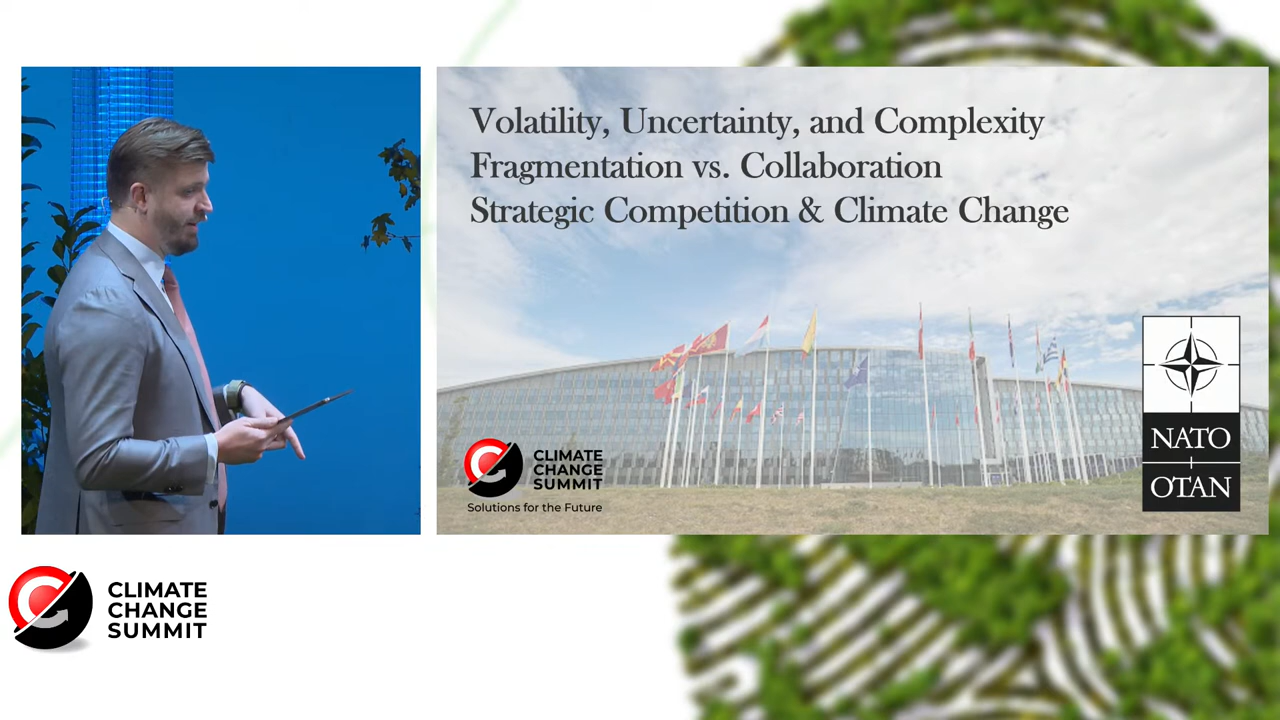 Volatility, Uncertainty, and Complexity
Fragmentation vs. Collaboration
Strategic Competition & Climate Change
CLIMATE
CHANGE
SUMMIT
Solutions for the Future
NATO
OTAN
CLIMATE
CHANGE
SUMMIT